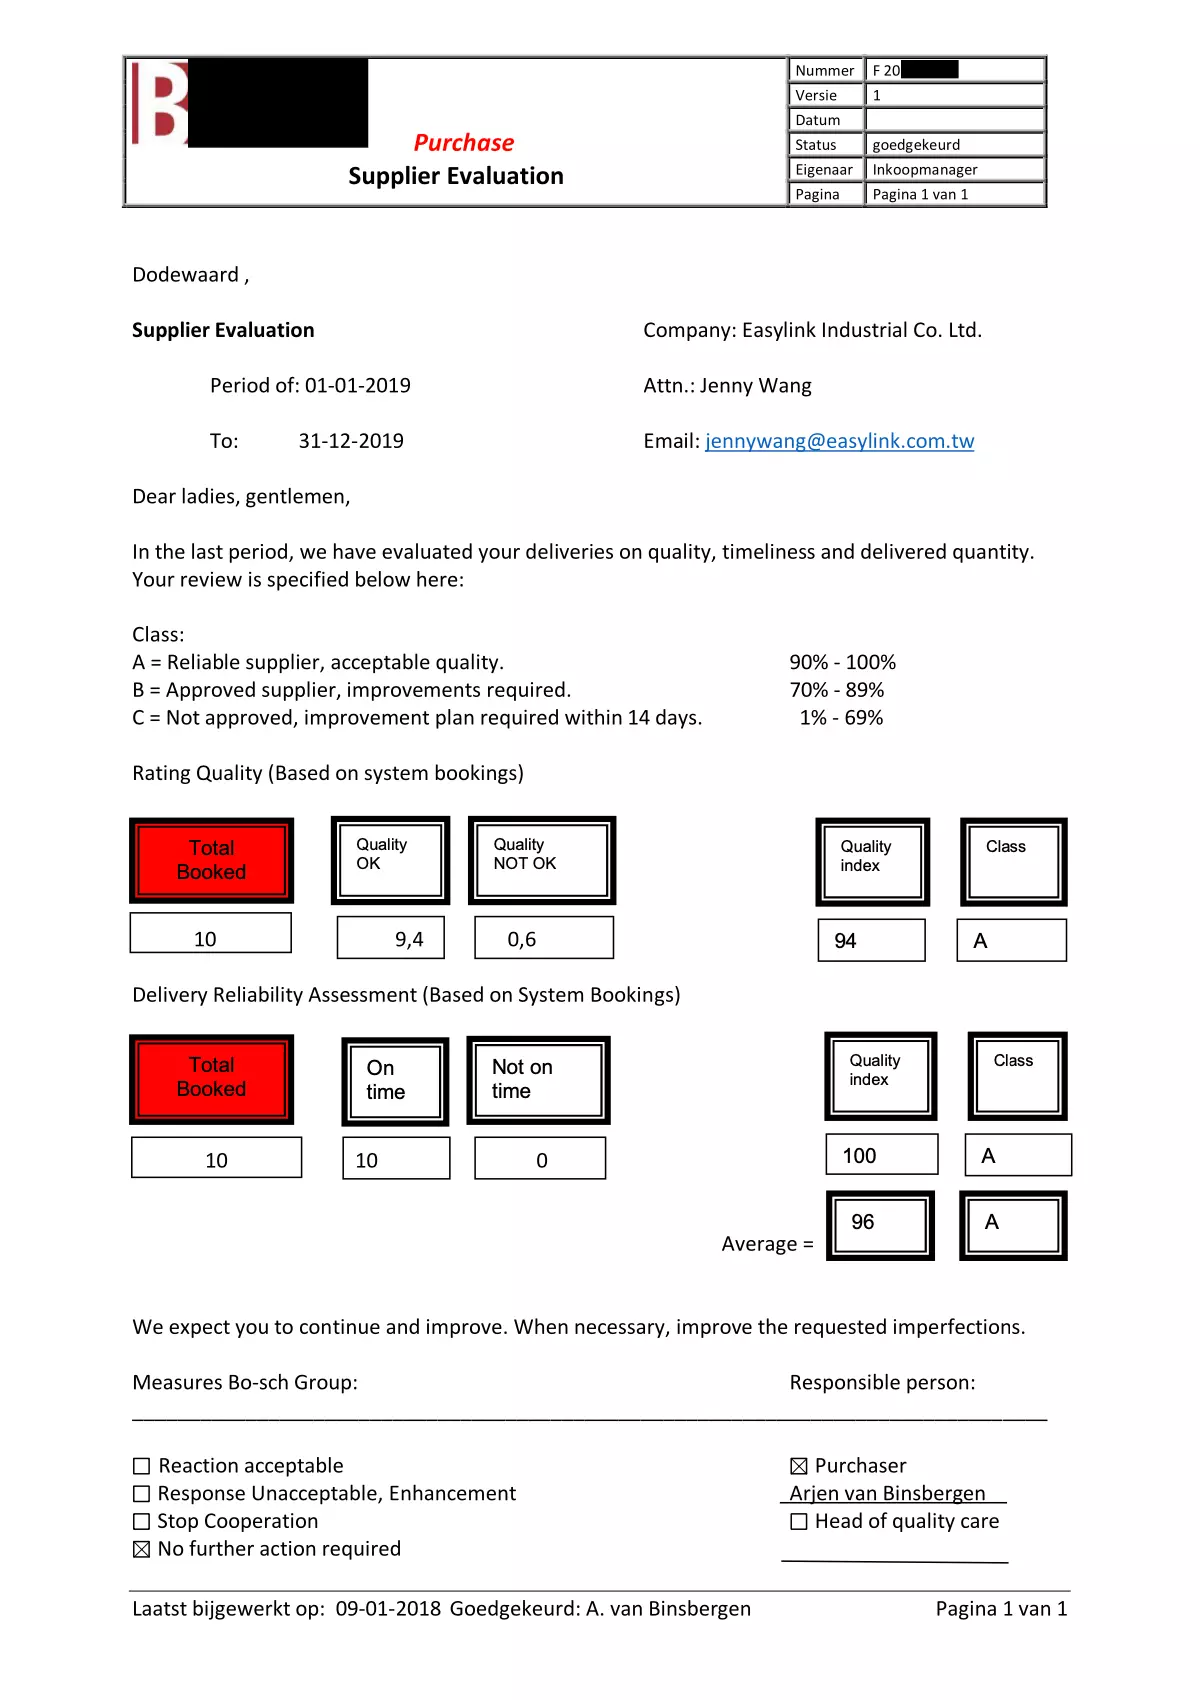 B
Purchase
Supplier Evaluation
Nummer F 20
Versie 1
Datum
Status goedgekeurd
Eigenaar Inkoopmanager
Pagina Pagina 1 van 1
Dodewaard ,
Supplier Evaluation Company: Easylink Industrial Co. Ltd.
Period of: 01-01-2019 Attn.: Jenny Wang
To: 31-12-2019 Email: jennywang@easylink.com.tw
Dear ladies, gentlemen,
In the last period, we have evaluated your deliveries on quality, timeliness and delivered quantity.
Your review is specified below here:
Class:
A = Reliable supplier, acceptable quality. 90% - 100%
B = Approved supplier, improvements required. 70% - 89%
C = Not approved, improvement plan required within 14 days. 1% - 69%
Rating Quality (Based on system bookings)
Total
Booked
Quality
OK
Quality
NOT OK
Quality
index
Class
10 9,4 0,6 94 A
Delivery Reliability Assessment (Based on System Bookings)
Total
Booked
On
time
Not on
time
Quality
index
Class
10 10 0 100 A
Average = 96 A
We expect you to continue and improve. When necessary, improve the requested imperfections.
Measures Bo-sch Group: Responsible person:
☐ Reaction acceptable ☒ Purchaser
☐ Response Unacceptable, Enhancement Arjen van Binsbergen
☐ Stop Cooperation ☐ Head of quality care
☒ No further action required
Laatst bijgewerkt op: 09-01-2018 Goedgekeurd: A. van Binsbergen Pagina 1 van 1